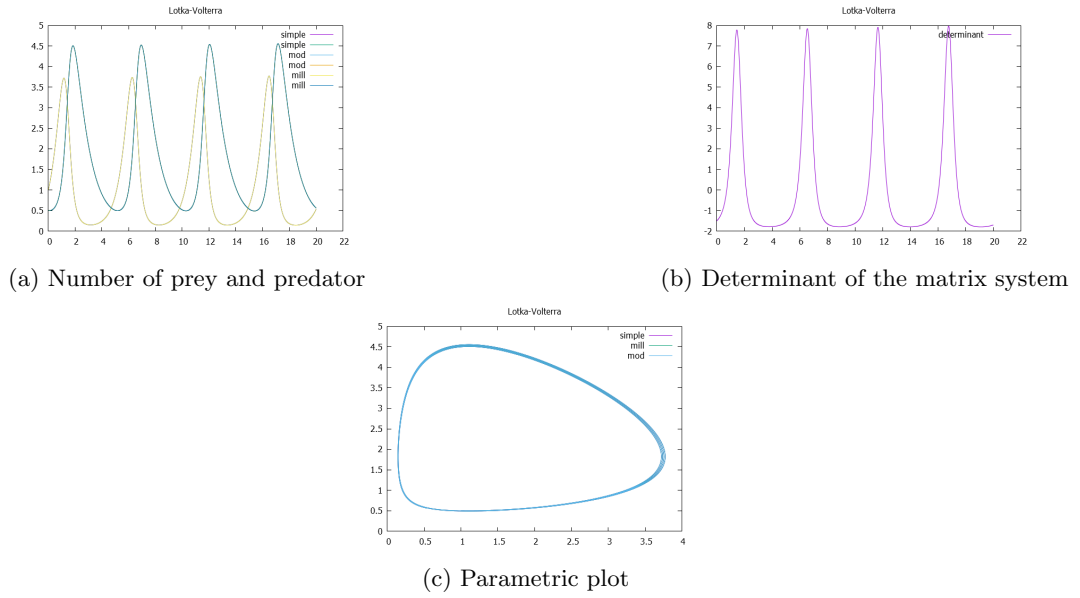 Lotka-Volterra
5
4.5
4
3.5
3
2.5
2
1.5
1
0.5
0
0 2 4 6 8 10 12 14 16 18 20 22
simple
simple
mod
mod
mill
mill
(a) Number of prey and predator
Lotka-Volterra
8
7
6
5
4
3
2
1
0
-1
-2
0 2 4 6 8 10 12 14 16 18 20 22
determinant
(b) Determinant of the matrix system
Lotka-Volterra
5
4.5
4
3.5
3
2.5
2
1.5
1
0.5
0
0 0.5 1 1.5 2 2.5 3 3.5 4
simple
mill
mod
(c) Parametric plot